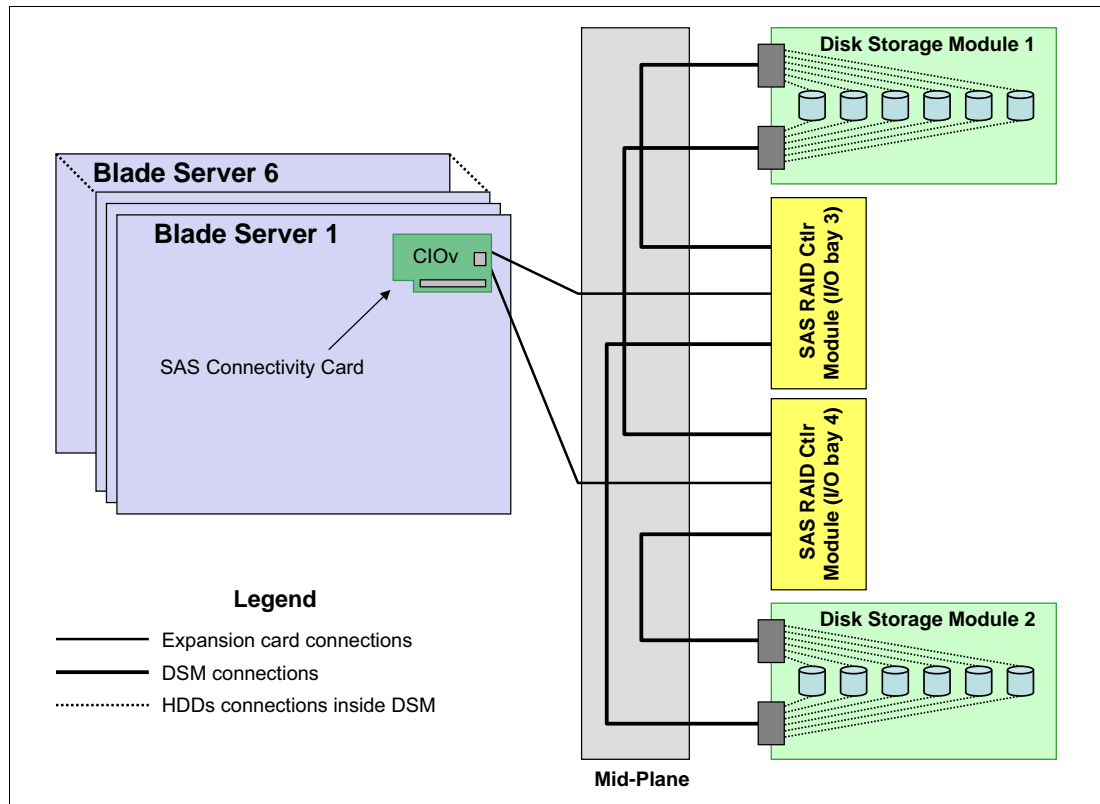 Disk Storage Module 1
Blade Server 6
Blade Server 1
CIOv
SAS Connectivity Card
SAS RAID Ctlr
Module (I/O bay 3)
SAS RAID Ctlr
Module (I/O bay 4)
Legend
Expansion card connections
DSM connections
HDDs connections inside DSM
Disk Storage Module 2
Mid-Plane